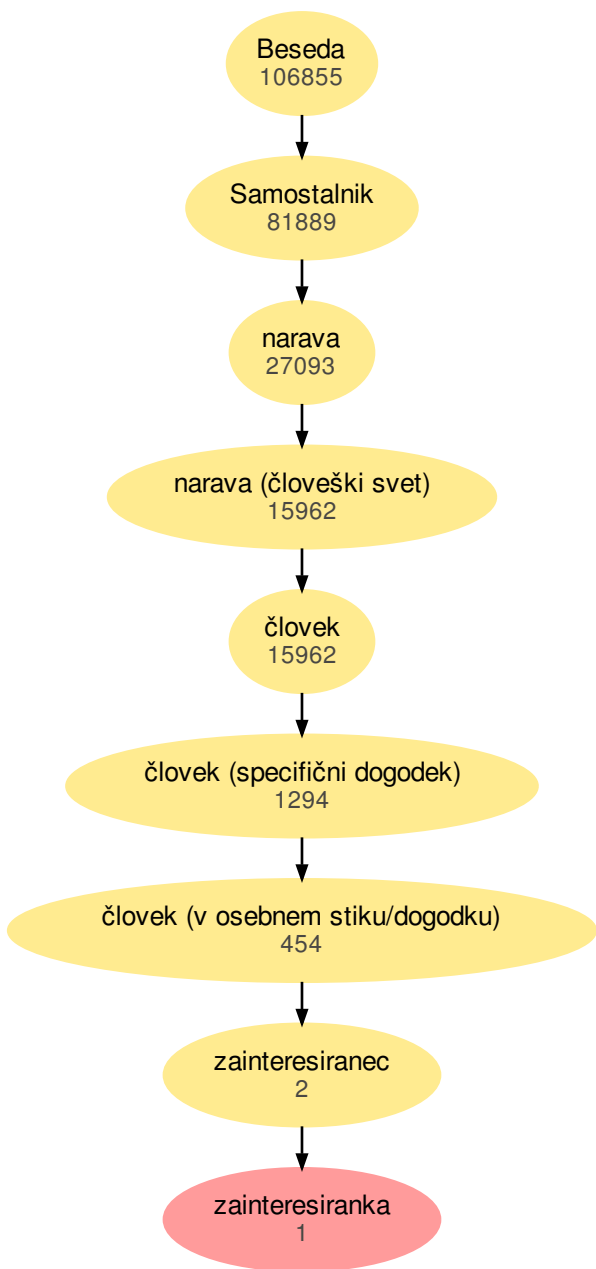 Beseda
106855
Samostalnik
81889
narava
27093
narava (človeški svet)
15962
človek
15962
človek (specifični dogodek)
1294
človek (v osebnem stiku/dogodku)
454
zainteresiranec
2
zainteresiranka
1